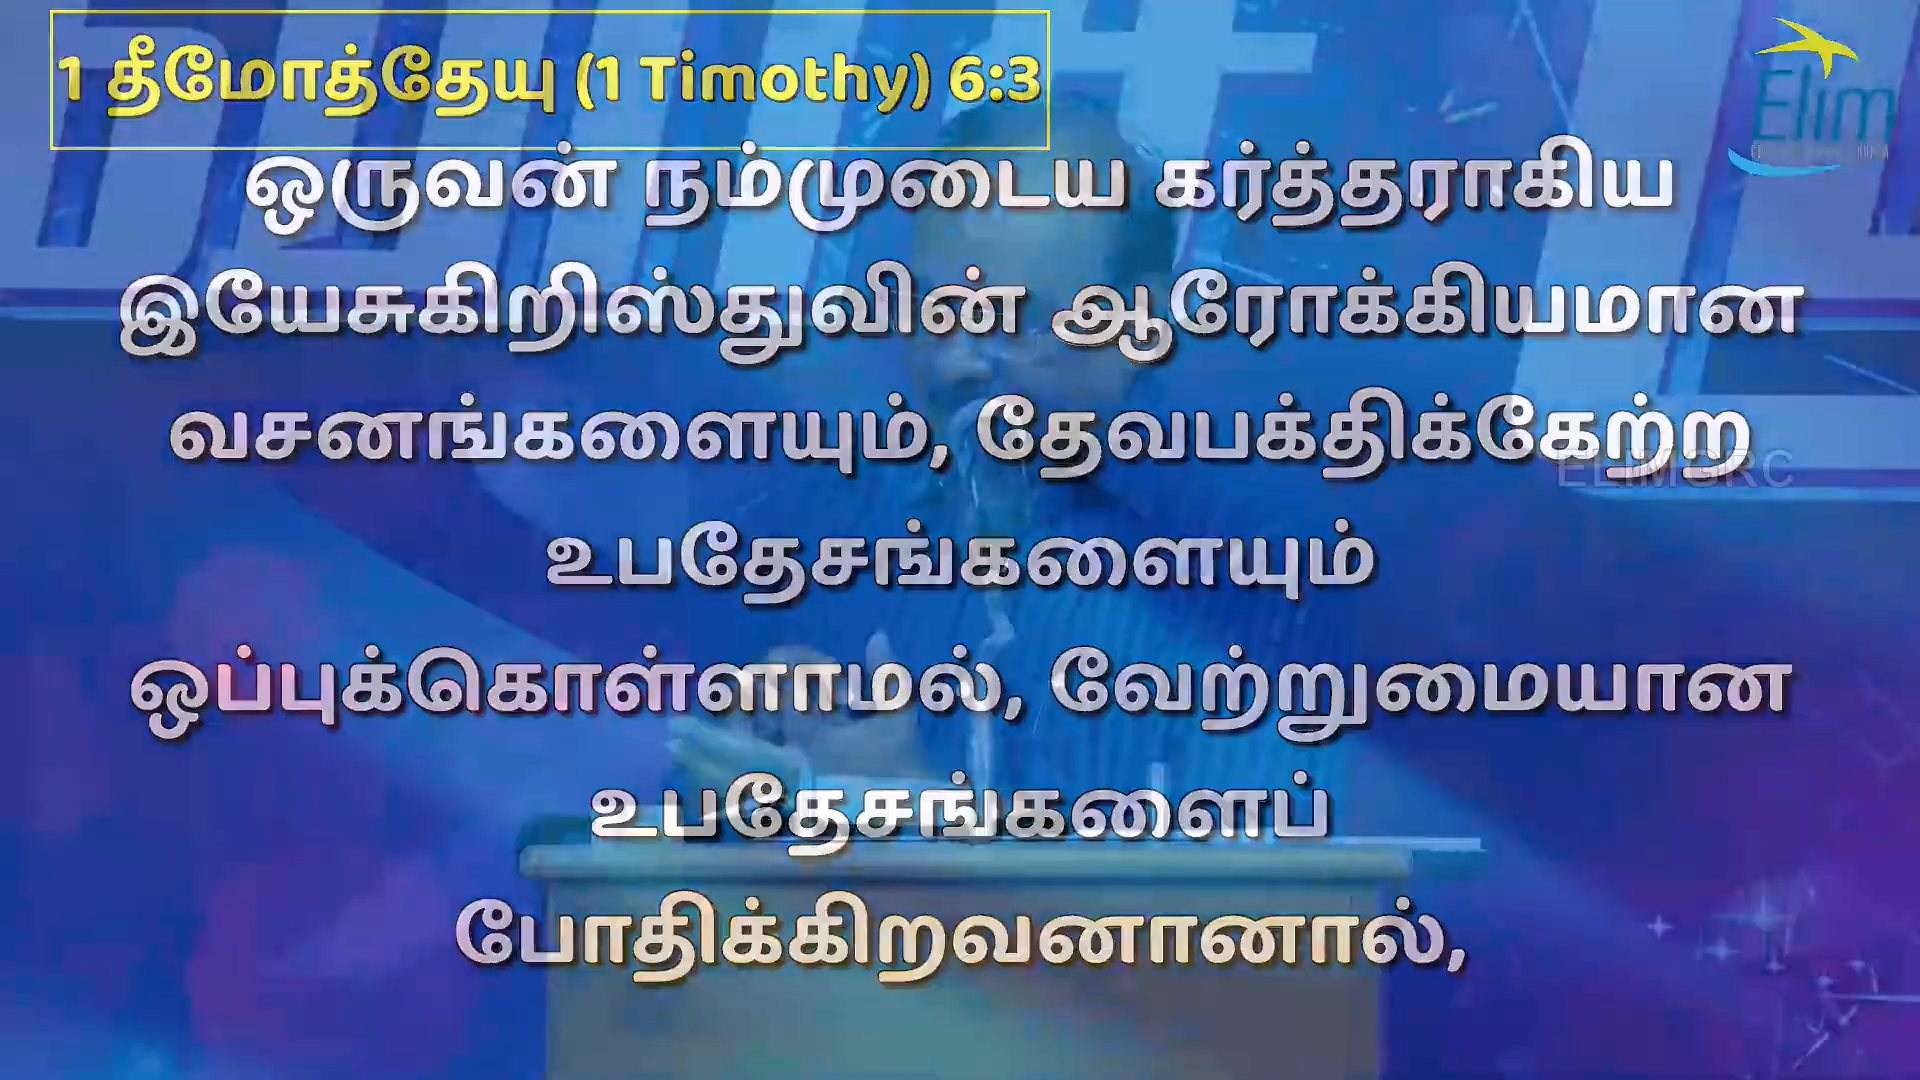 1 தீமோத்தேயு (1 Timothy) 6:3
Elim
ஒருவன் நம்முடைய கர்த்தராகிய
இயேசுகிறிஸ்துவின் ஆரோக்கியமான
வசனங்களையும், தேவபக்திக்கேற்ற
ELIMGRC
உபதேசங்களையும்
ஒப்புக்கொள்ளாமல், வேற்றுமையான
உபதேசங்களைப்
போதிக்கிறவனானால்,